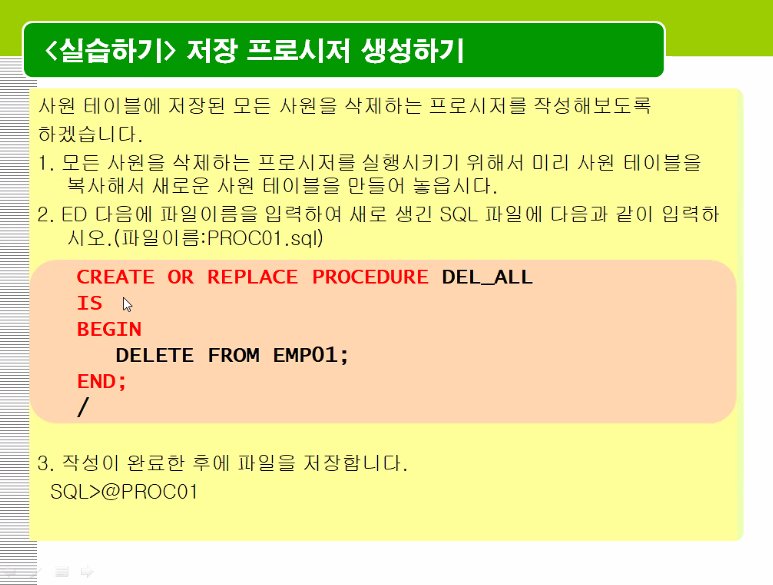 <실습하기> 저장 프로시저 생성하기
사원 테이블에 저장된 모든 사원을 삭제하는 프로시저를 작성해보도록
하겠습니다.
1. 모든 사원을 삭제하는 프로시저를 실행시키기 위해서 미리 사원 테이블을
복사해서 새로운 사원 테이블을 만들어 놓읍시다.
2. ED 다음에 파일이름을 입력하여 새로 생긴 SQL 파일에 다음과 같이 입력하
시오.(파일이름:PROC01.sql)
CREATE OR REPLACE PROCEDURE DEL_ALL
IS
BEGIN
DELETE FROM EMP01;
END;
/
3. 작성이 완료한 후에 파일을 저장합니다.
SQL>@PROC01